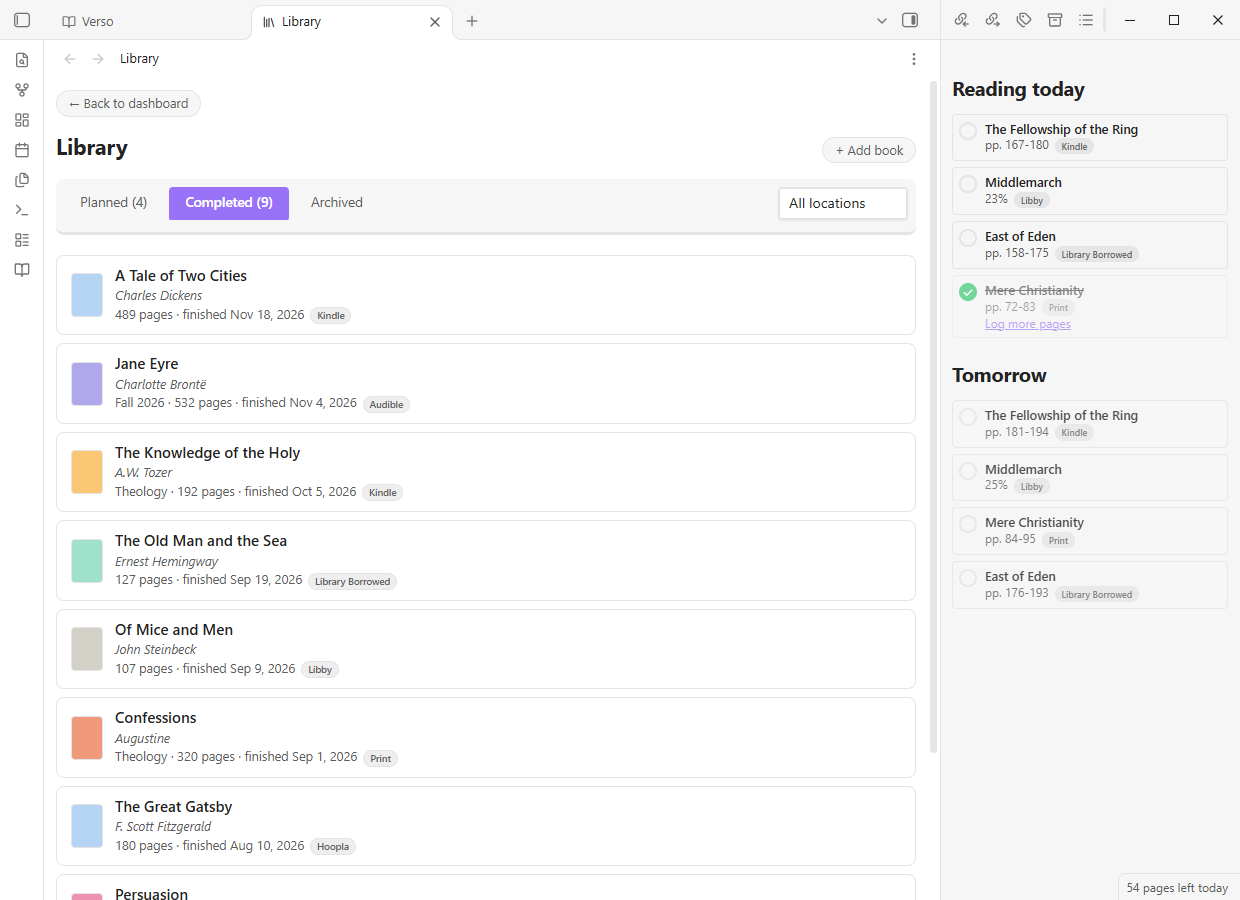 Verso
Library
Library
← Back to dashboard
Library
+ Add book
Planned (4)
Completed (9)
Archived
All locations
A Tale of Two Cities
Charles Dickens
489 pages · finished Nov 18, 2026 Kindle
Jane Eyre
Charlotte Brontë
Fall 2026 · 532 pages · finished Nov 4, 2026 Audible
The Knowledge of the Holy
A.W. Tozer
Theology · 192 pages · finished Oct 5, 2026 Kindle
The Old Man and the Sea
Ernest Hemingway
127 pages · finished Sep 19, 2026 Library Borrowed
Of Mice and Men
John Steinbeck
107 pages · finished Sep 9, 2026 Libby
Confessions
Augustine
Theology · 320 pages · finished Sep 1, 2026 Print
The Great Gatsby
F. Scott Fitzgerald
180 pages · finished Aug 10, 2026 Hoopla
Persuasion
Reading today
The Fellowship of the Ring
pp. 167-180 Kindle
Middlemarch
23% Libby
East of Eden
pp. 158-175 Library Borrowed
Mere Christianity
pp. 72-83 Print
Log more pages
Tomorrow
The Fellowship of the Ring
pp. 181-194 Kindle
Middlemarch
25% Libby
Mere Christianity
pp. 84-95 Print
East of Eden
pp. 176-193 Library Borrowed
54 pages left today